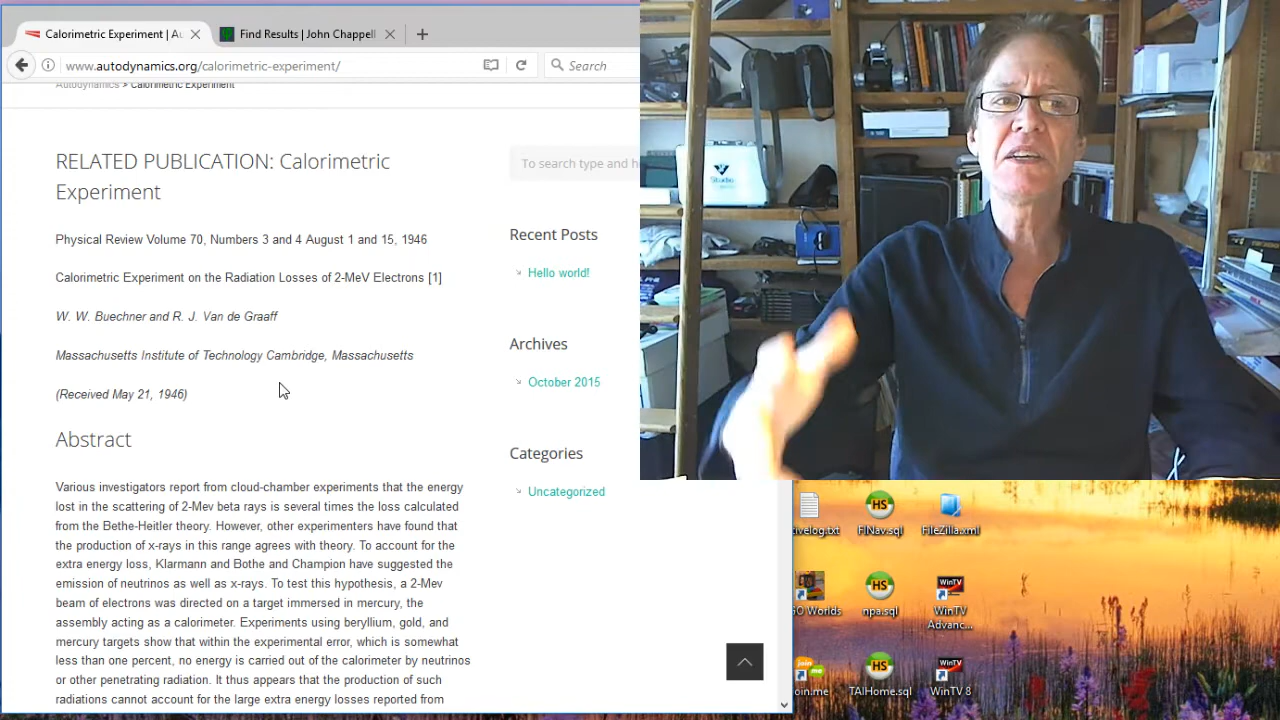 Calorimetric Experiment | Au
Find Results | John Chappell
www.autodynamics.org/calorimetric-experiment/
Search
Autodynamics > Calorimetric Experiment
RELATED PUBLICATION: Calorimetric
Experiment
Physical Review Volume 70, Numbers 3 and 4 August 1 and 15, 1946
Calorimetric Experiment on the Radiation Losses of 2-MeV Electrons [1]
W. W. Buechner and R. J. Van de Graaff
Massachusetts Institute of Technology Cambridge, Massachusetts
(Received May 21, 1946)
Abstract
Various investigators report from cloud-chamber experiments that the energy
lost in the scattering of 2-Mev beta rays is several times the loss calculated
from the Bethe-Heitler theory. However, other experimenters have found that
the production of x-rays in this range agrees with theory. To account for the
extra energy loss, Klarmann and Bothe and Champion have suggested the
emission of neutrinos as well as x-rays. To test this hypothesis, a 2-Mev
beam of electrons was directed on a target immersed in mercury, the
assembly acting as a calorimeter. Experiments using beryllium, gold, and
mercury targets show that within the experimental error, which is somewhat
less than one percent, no energy is carried out of the calorimeter by neutrinos
or other penetrating radiation. It thus appears that the production of such
radiations cannot account for the large extra energy losses reported from
To search type and h
Recent Posts
Hello world!
Archives
October 2015
Categories
Uncategorized
Studio
ivelog.txt
FINav.sql
FileZilla.xml
GO Worlds
npa.sql
WinTV
Advanc...
oin.me
TAIHome.sql
WinTV 8